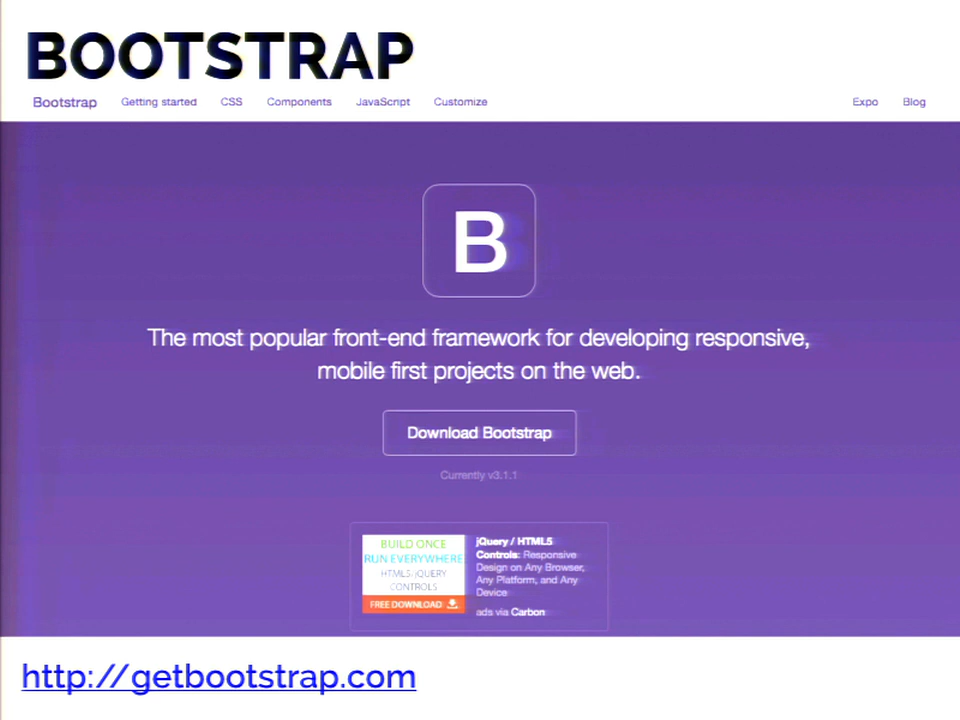 BOOTSTRAP
Bootstrap Getting started CSS Components JavaScript Customize Expo Blog
B
The most popular front-end framework for developing responsive,
mobile first projects on the web.
Download Bootstrap
Currently v3.1.1
BUILD ONCE
RUN EVERYWHERE
HTML5/jQUERY
CONTROLS
FREE DOWNLOAD
jQuery / HTML5
Controls: Responsive
Design on Any Browser,
Any Platform, and Any
Device
ads via Carbon
http://getbootstrap.com